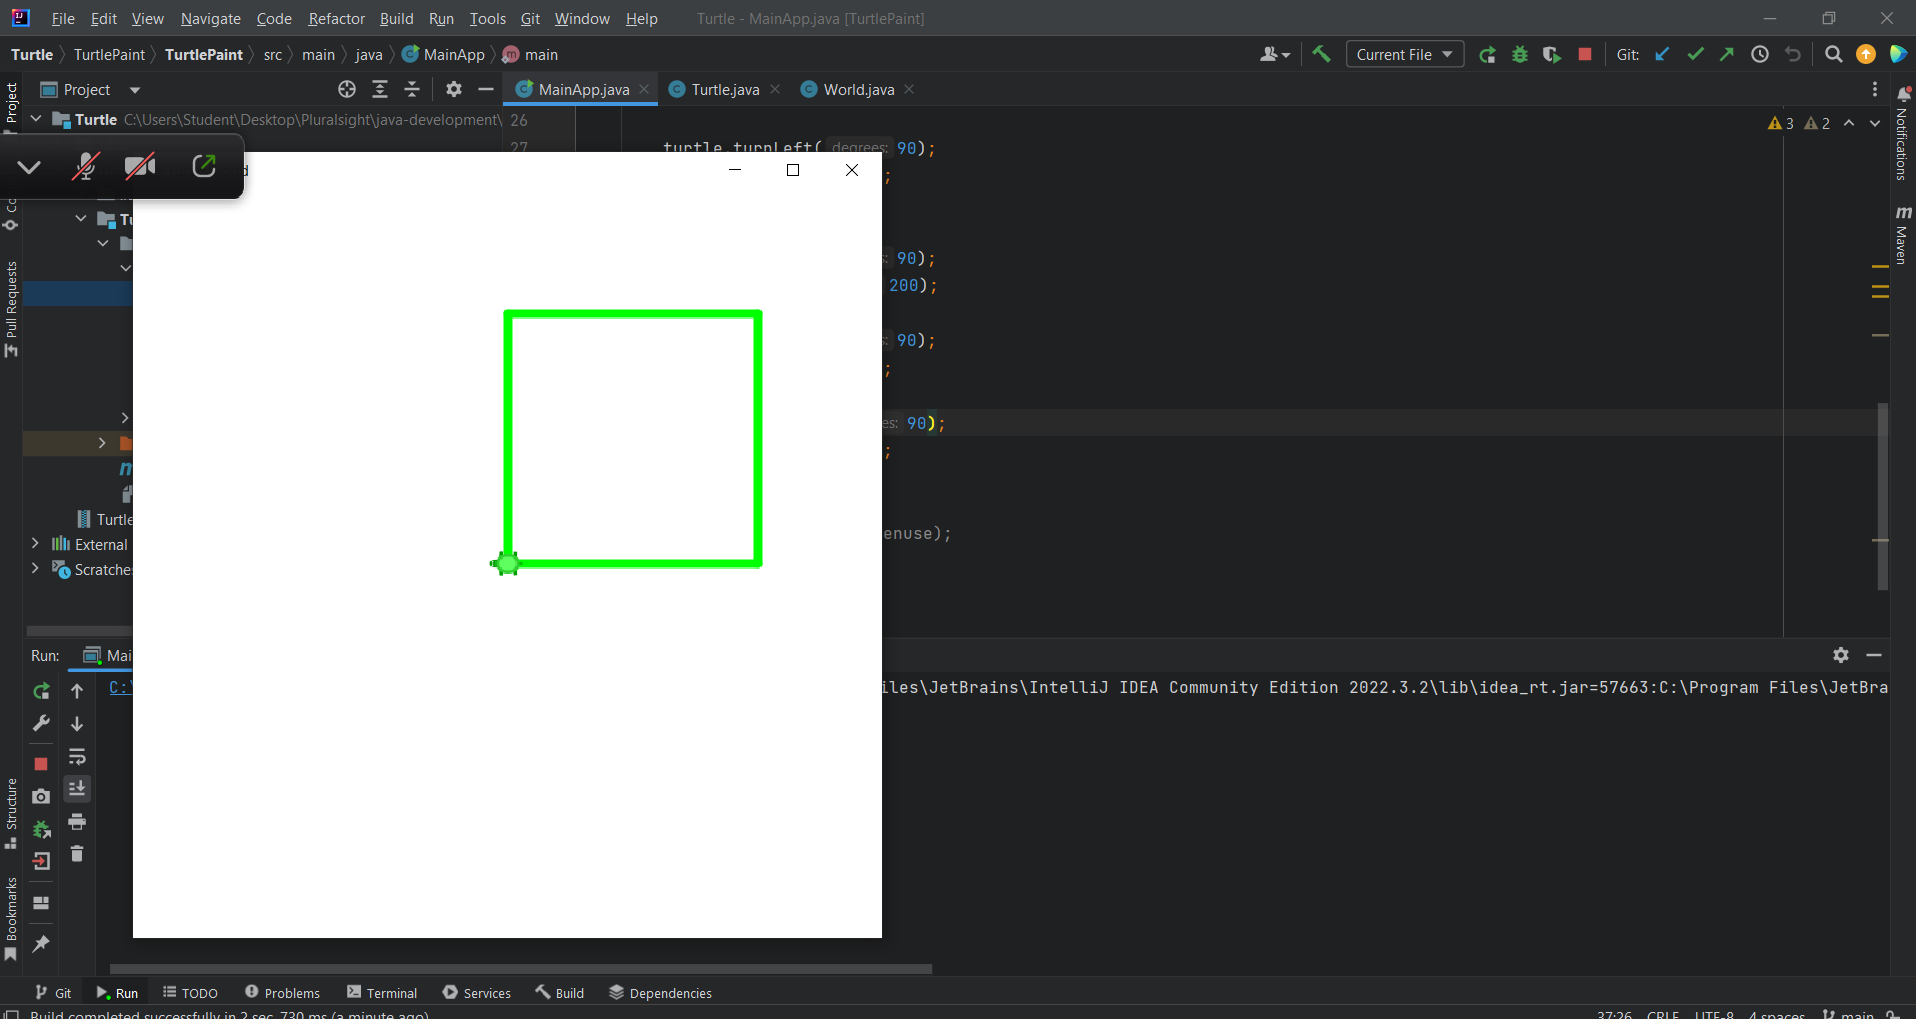 File Edit View Navigate Code Refactor Build Run Tools Git Window Help Turtle - MainApp.java [TurtlePaint]
Turtle TurtlePaint TurtlePaint src main java MainApp main Current File Git:
Project MainApp.java Turtle.java World.java
Turtle C:\Users\Student\Desktop\Pluralsight\java-development\ 26
3 2
27 turtle.turnLeft( degrees: 90);
;
90);
200);
90);
;
es: 90);
;
enuse);
Turtle
External
Scratche
Project
Pull Requests
Structure
Bookmarks
Notifications
Maven
Run: Mai
C:\ iles\JetBrains\IntelliJ IDEA Community Edition 2022.3.2\lib\idea_rt.jar=57663:C:\Program Files\JetBra
Git Run TODO Problems Terminal Services Build Dependencies
Build completed successfully in 2 sec, 730 ms (a minute ago) 37:26 CRLF UTF-8 4 spaces main